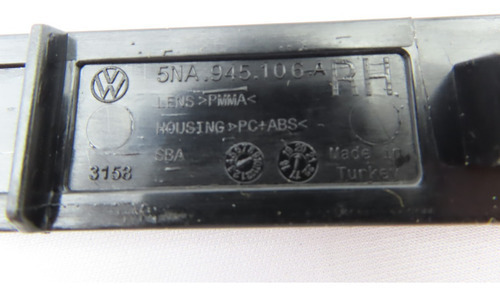 5NA.945.106-A RH
LENS >PMMA<
HOUSING >PC+ABS<
SBA Made in
3158 Turkey